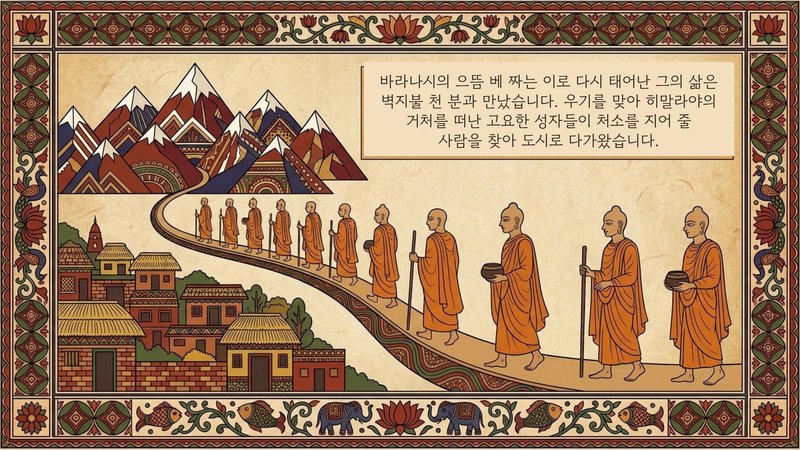 바라나시의 으뜸 베 짜는 이로 다시 태어난 그의 삶은
벽지불 천 분과 만났습니다. 우기를 맞아 히말라야의
거처를 떠난 고요한 성자들이 처소를 지어 줄
사람을 찾아 도시로 다가왔습니다.